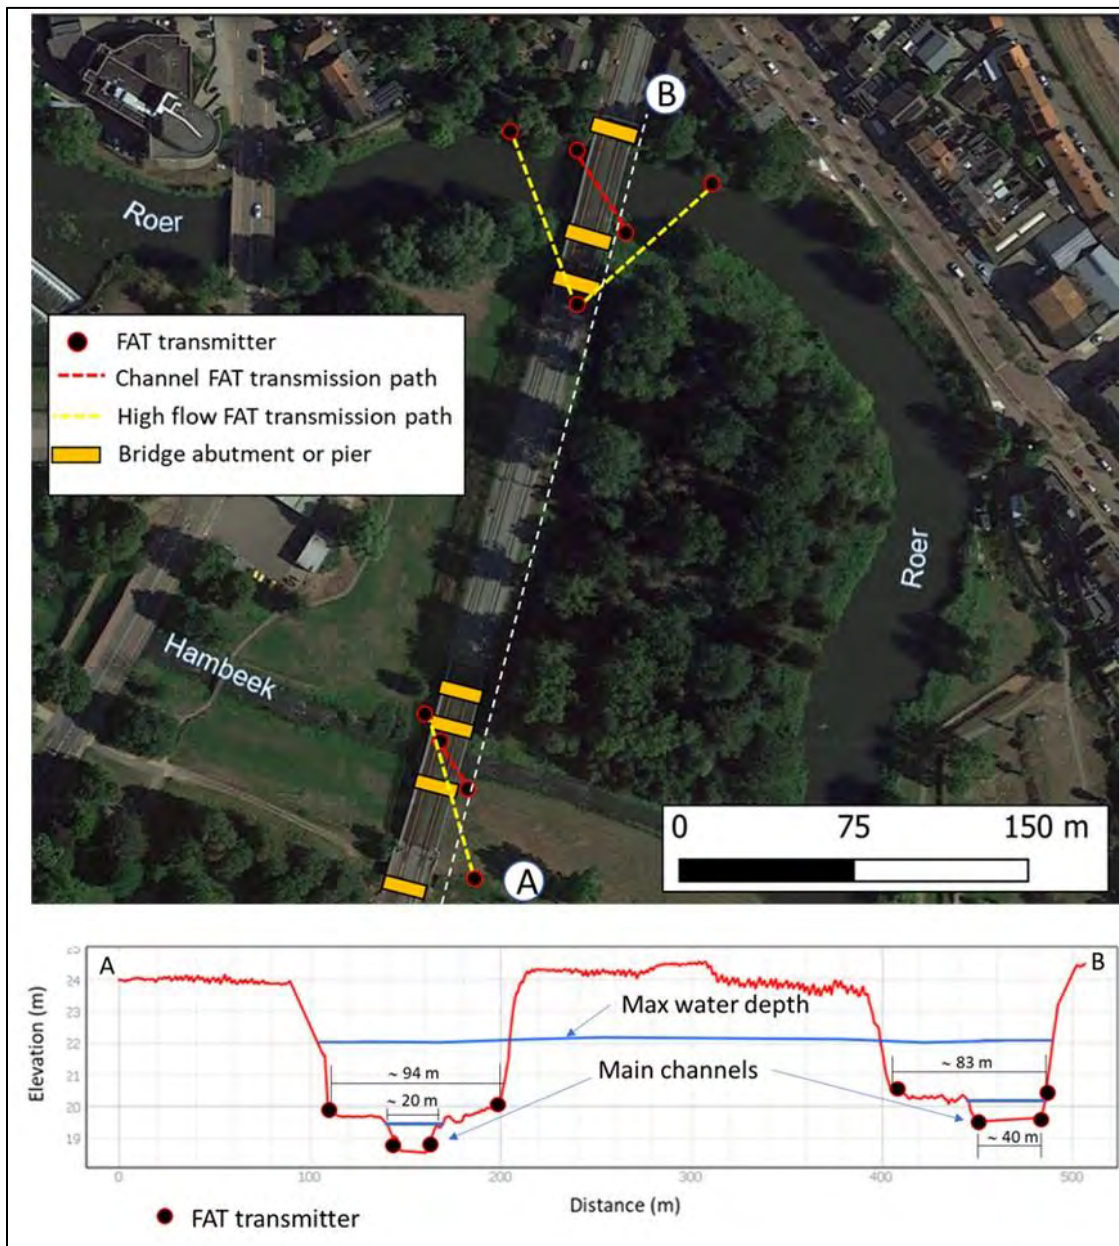 B
Roer
FAT transmitter
Channel FAT transmission path
High flow FAT transmission path
Bridge abutment or pier
Roer
Hambeek
0 75 150 m
A
A B
24
22
21
20
19
Elevation (m)
Max water depth
~ 94 m
~ 83 m
Main channels
~ 20 m
~ 40 m
0 100 200 300 400 500
Distance (m)
FAT transmitter